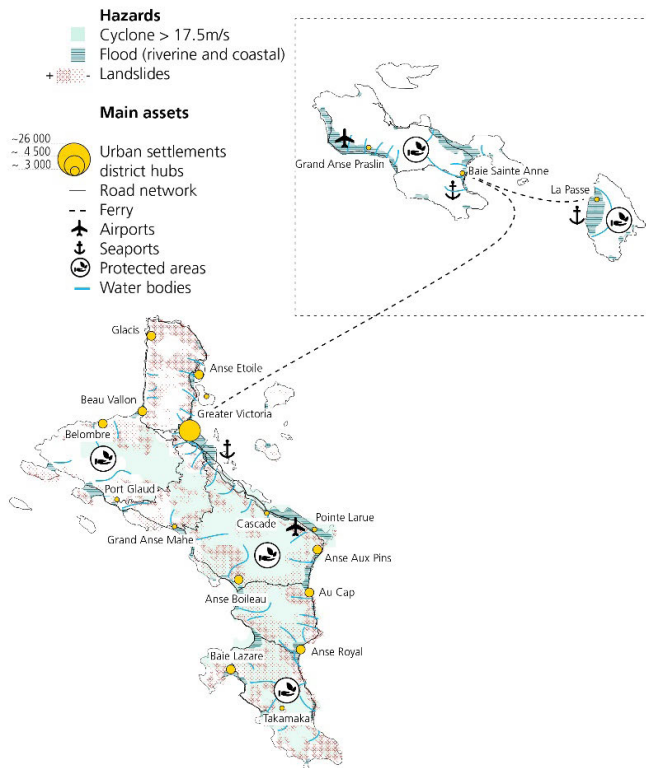 Hazards
Cyclone > 17.5m/s
Flood (riverine and coastal)
+ - Landslides
Main assets
~26 000
~ 4 500
~ 3 000
Urban settlements
district hubs
Road network
Ferry
Airports
Seaports
Protected areas
Water bodies
Grand Anse Praslin
Baie Sainte Anne
La Passe
Glacis
Anse Etoile
Beau Vallon
Greater Victoria
Belombre
Port Glaud
Cascade
Pointe Larue
Grand Anse Mahe
Anse Aux Pins
Anse Boileau
Au Cap
Anse Royal
Baie Lazare
Takamaka